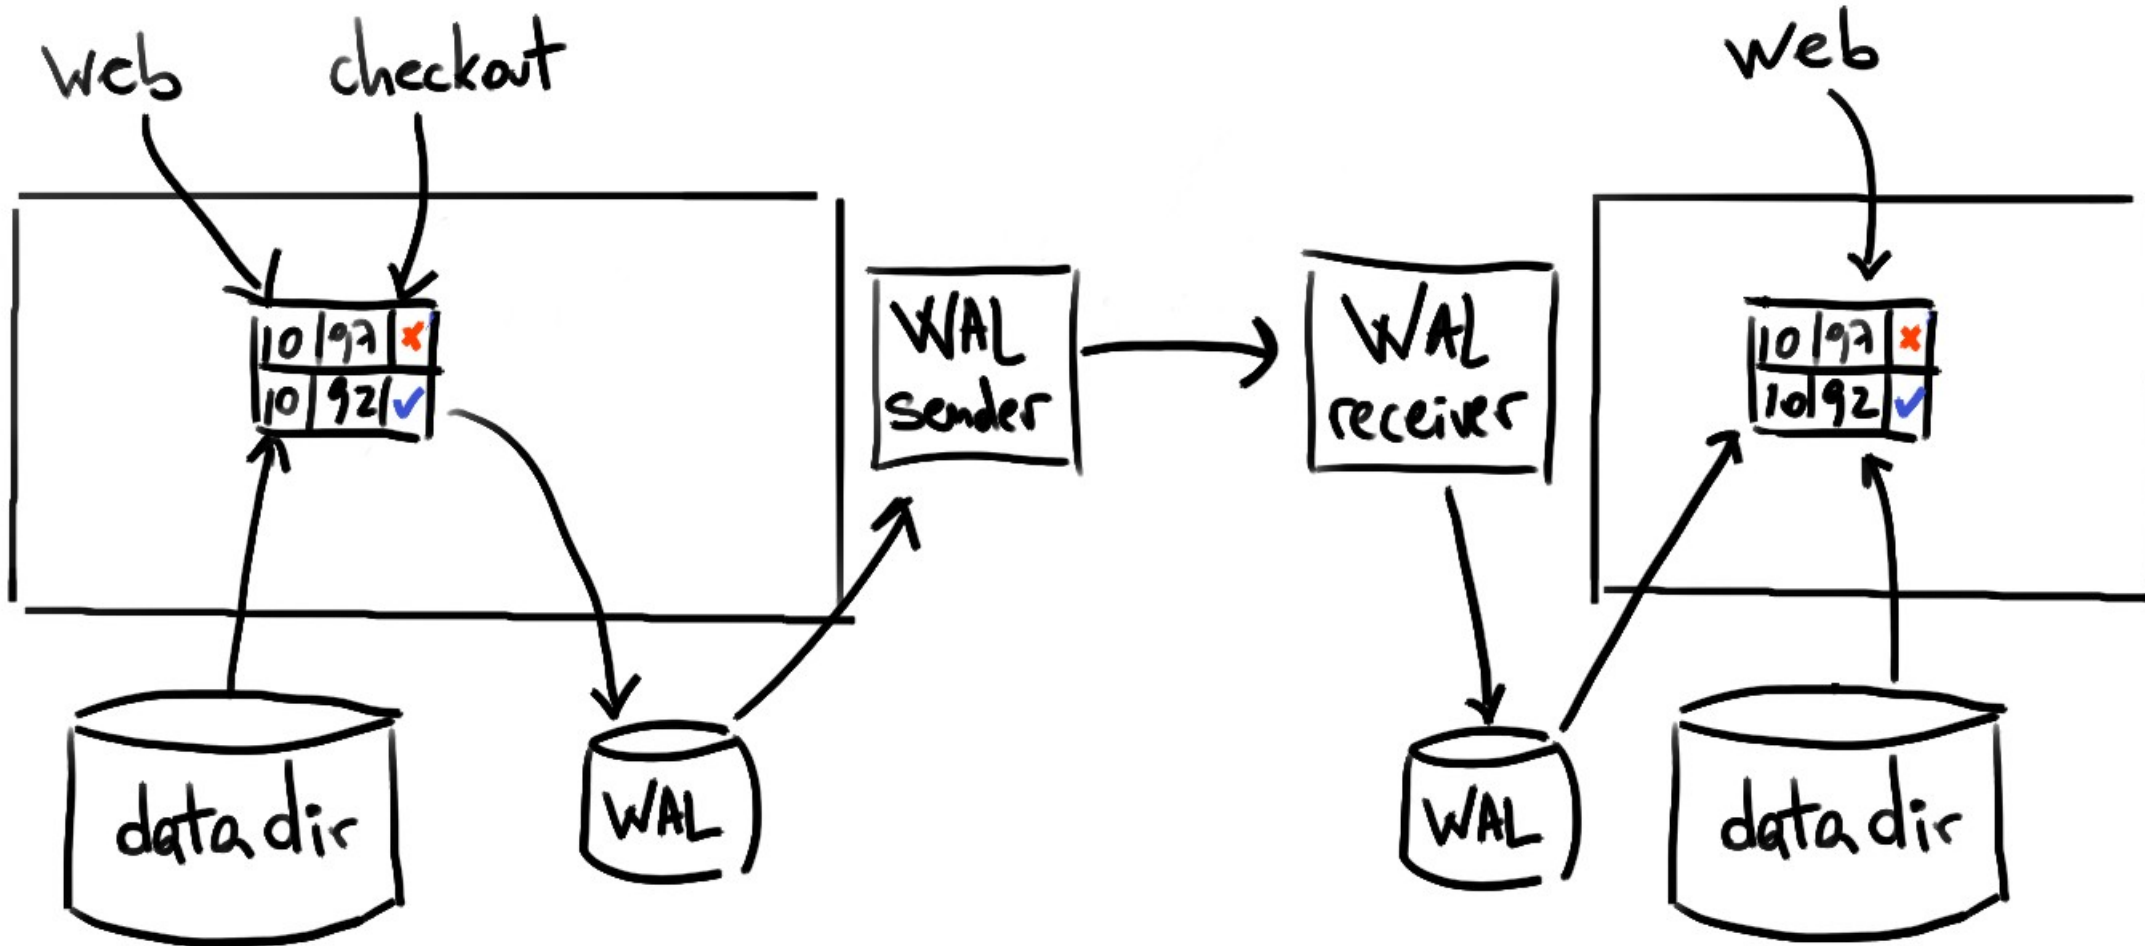 web
checkout
web
10 97 ✗
10 92 ✓
WAL
sender
WAL
receiver
10 97 ✗
10 92 ✓
data dir
WAL
WAL
data dir